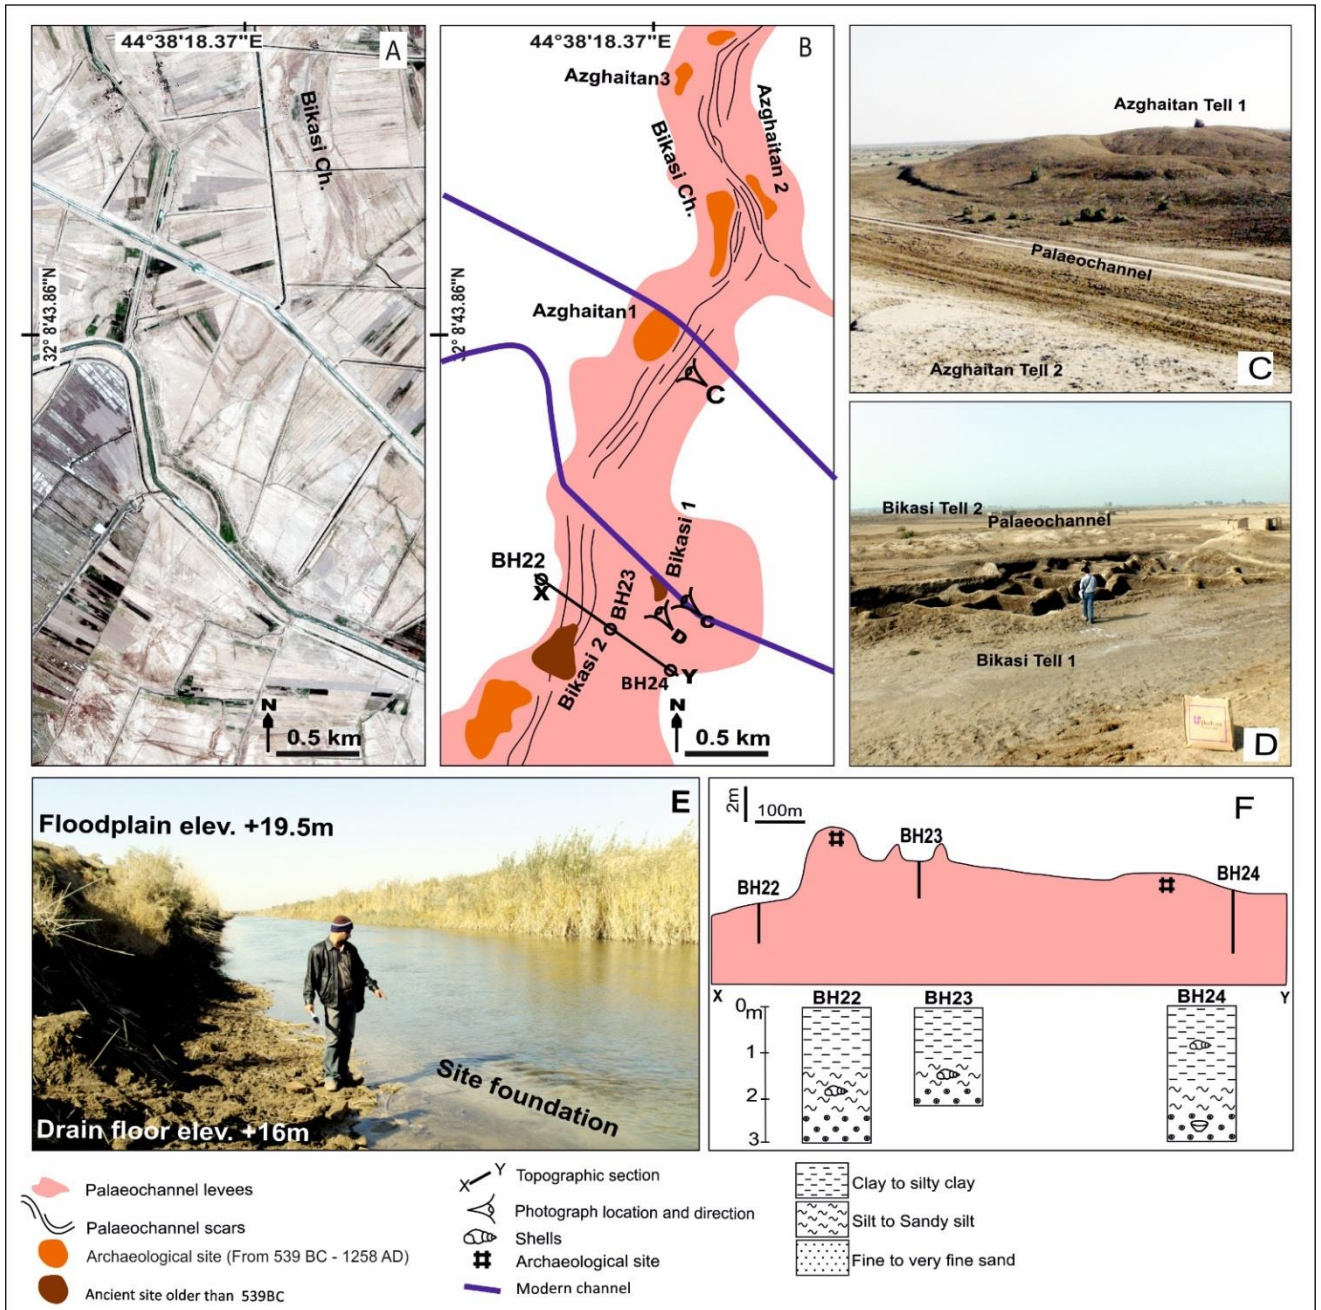 44°38'18.37"E
A
Bikasi Ch.
32° 8'43.86"N
N
0.5 km
44°38'18.37"E
B
Azghaitan3
Azghaitan 2
Bikasi Ch.
32° 8'43.86"N
Azghaitan1
C
Bikasi 1
BH22
X
BH23
C
D
Bikasi 2
BH24
Y
N
0.5 km
Azghaitan Tell 1
Palaeochannel
Azghaitan Tell 2
C
Bikasi Tell 2
Palaeochannel
Bikasi Tell 1
D
E
Floodplain elev. +19.5m
Site foundation
Drain floor elev. +16m
2m
100m
F
BH23
BH22
BH24
X
Y
BH22
BH23
BH24
0
m
1
2
3
Palaeochannel levees
Palaeochannel scars
Archaeological site (From 539 BC - 1258 AD)
Ancient site older than 539BC
X
Y
Topographic section
Photograph location and direction
Shells
Archaeological site
Modern channel
Clay to silty clay
Silt to Sandy silt
Fine to very fine sand